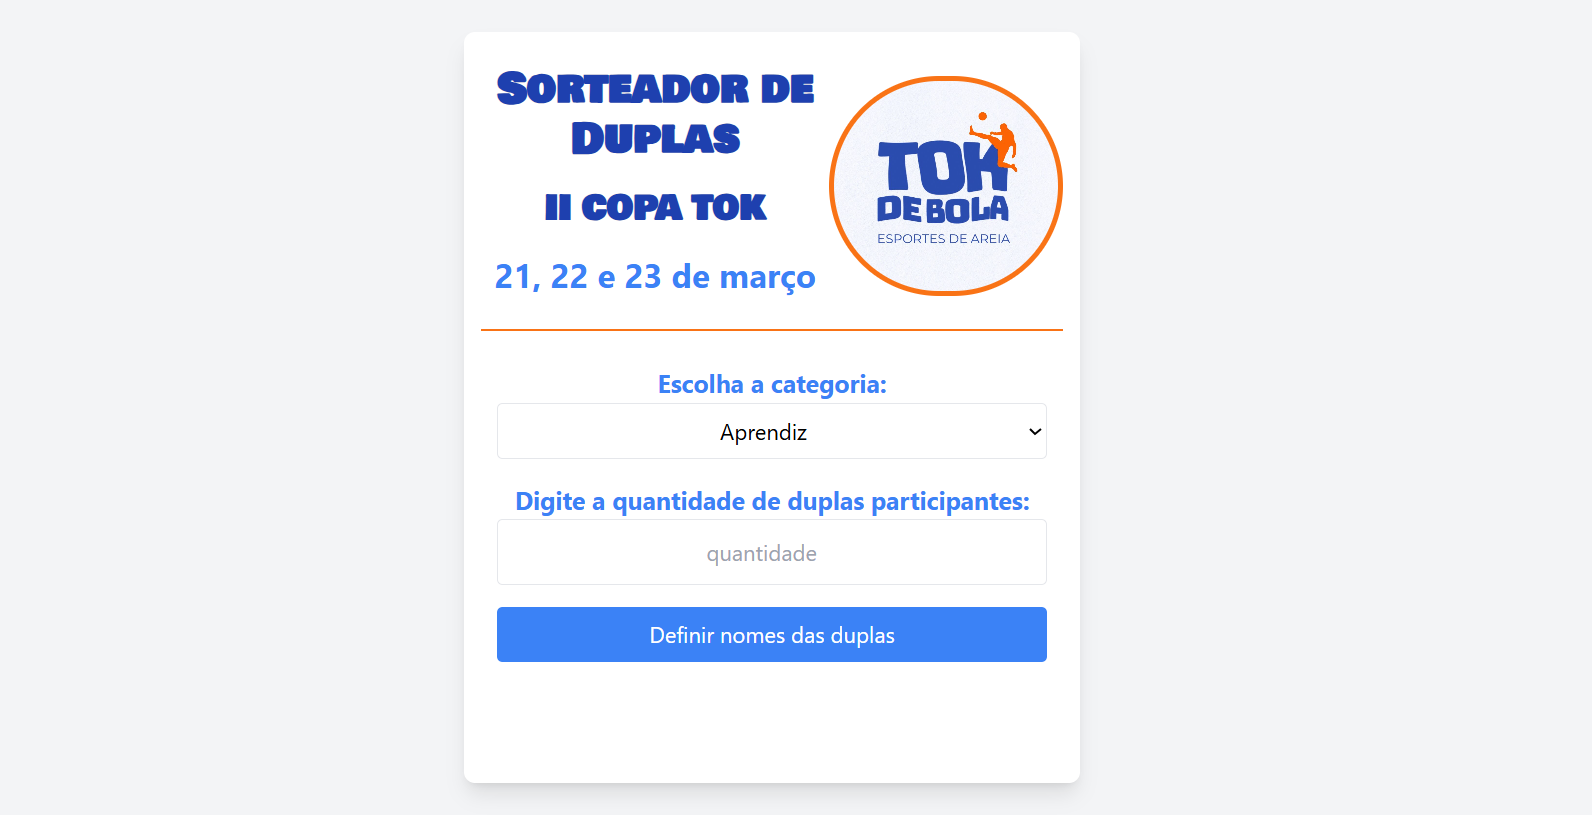 Sorteador de
Duplas
II COPA TOK
21, 22 e 23 de março
TOK
DE BOLA
ESPORTES DE AREIA
Escolha a categoria:
Aprendiz
Digite a quantidade de duplas participantes:
quantidade
Definir nomes das duplas